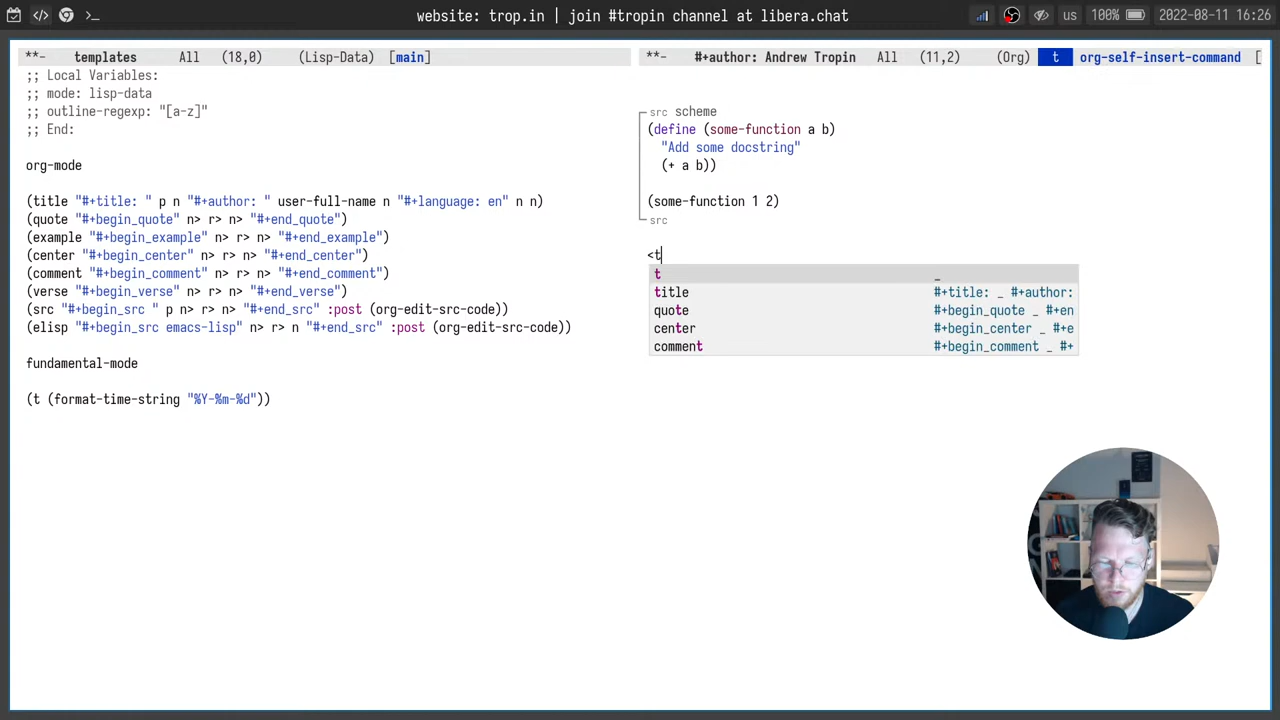 website: trop.in | join #tropin channel at libera.chat
us 100% 2022-08-11 16:26
**- templates All (18,0) (Lisp-Data) [main]
;; Local Variables:
;; mode: lisp-data
;; outline-regexp: "[a-z]"
;; End:
org-mode
(title "#+title: " p n "#+author: " user-full-name n "#+language: en" n n)
(quote "#+begin_quote" n> r> n> "#+end_quote")
(example "#+begin_example" n> r> n> "#+end_example")
(center "#+begin_center" n> r> n> "#+end_center")
(comment "#+begin_comment" n> r> n> "#+end_comment")
(verse "#+begin_verse" n> r> n> "#+end_verse")
(src "#+begin_src " p n> r> n> "#+end_src" :post (org-edit-src-code))
(elisp "#+begin_src emacs-lisp" n> r> n "#+end_src" :post (org-edit-src-code))
fundamental-mode
(t (format-time-string "%Y-%m-%d"))
**- #+author: Andrew Tropin All (11,2) (Org) t org-self-insert-command [
src scheme
(define (some-function a b)
"Add some docstring"
(+ a b))
(some-function 1 2)
src
<t
t _
title #+title: _ #+author:
quote #+begin_quote _ #+en
center #+begin_center _ #+e
comment #+begin_comment _ #+